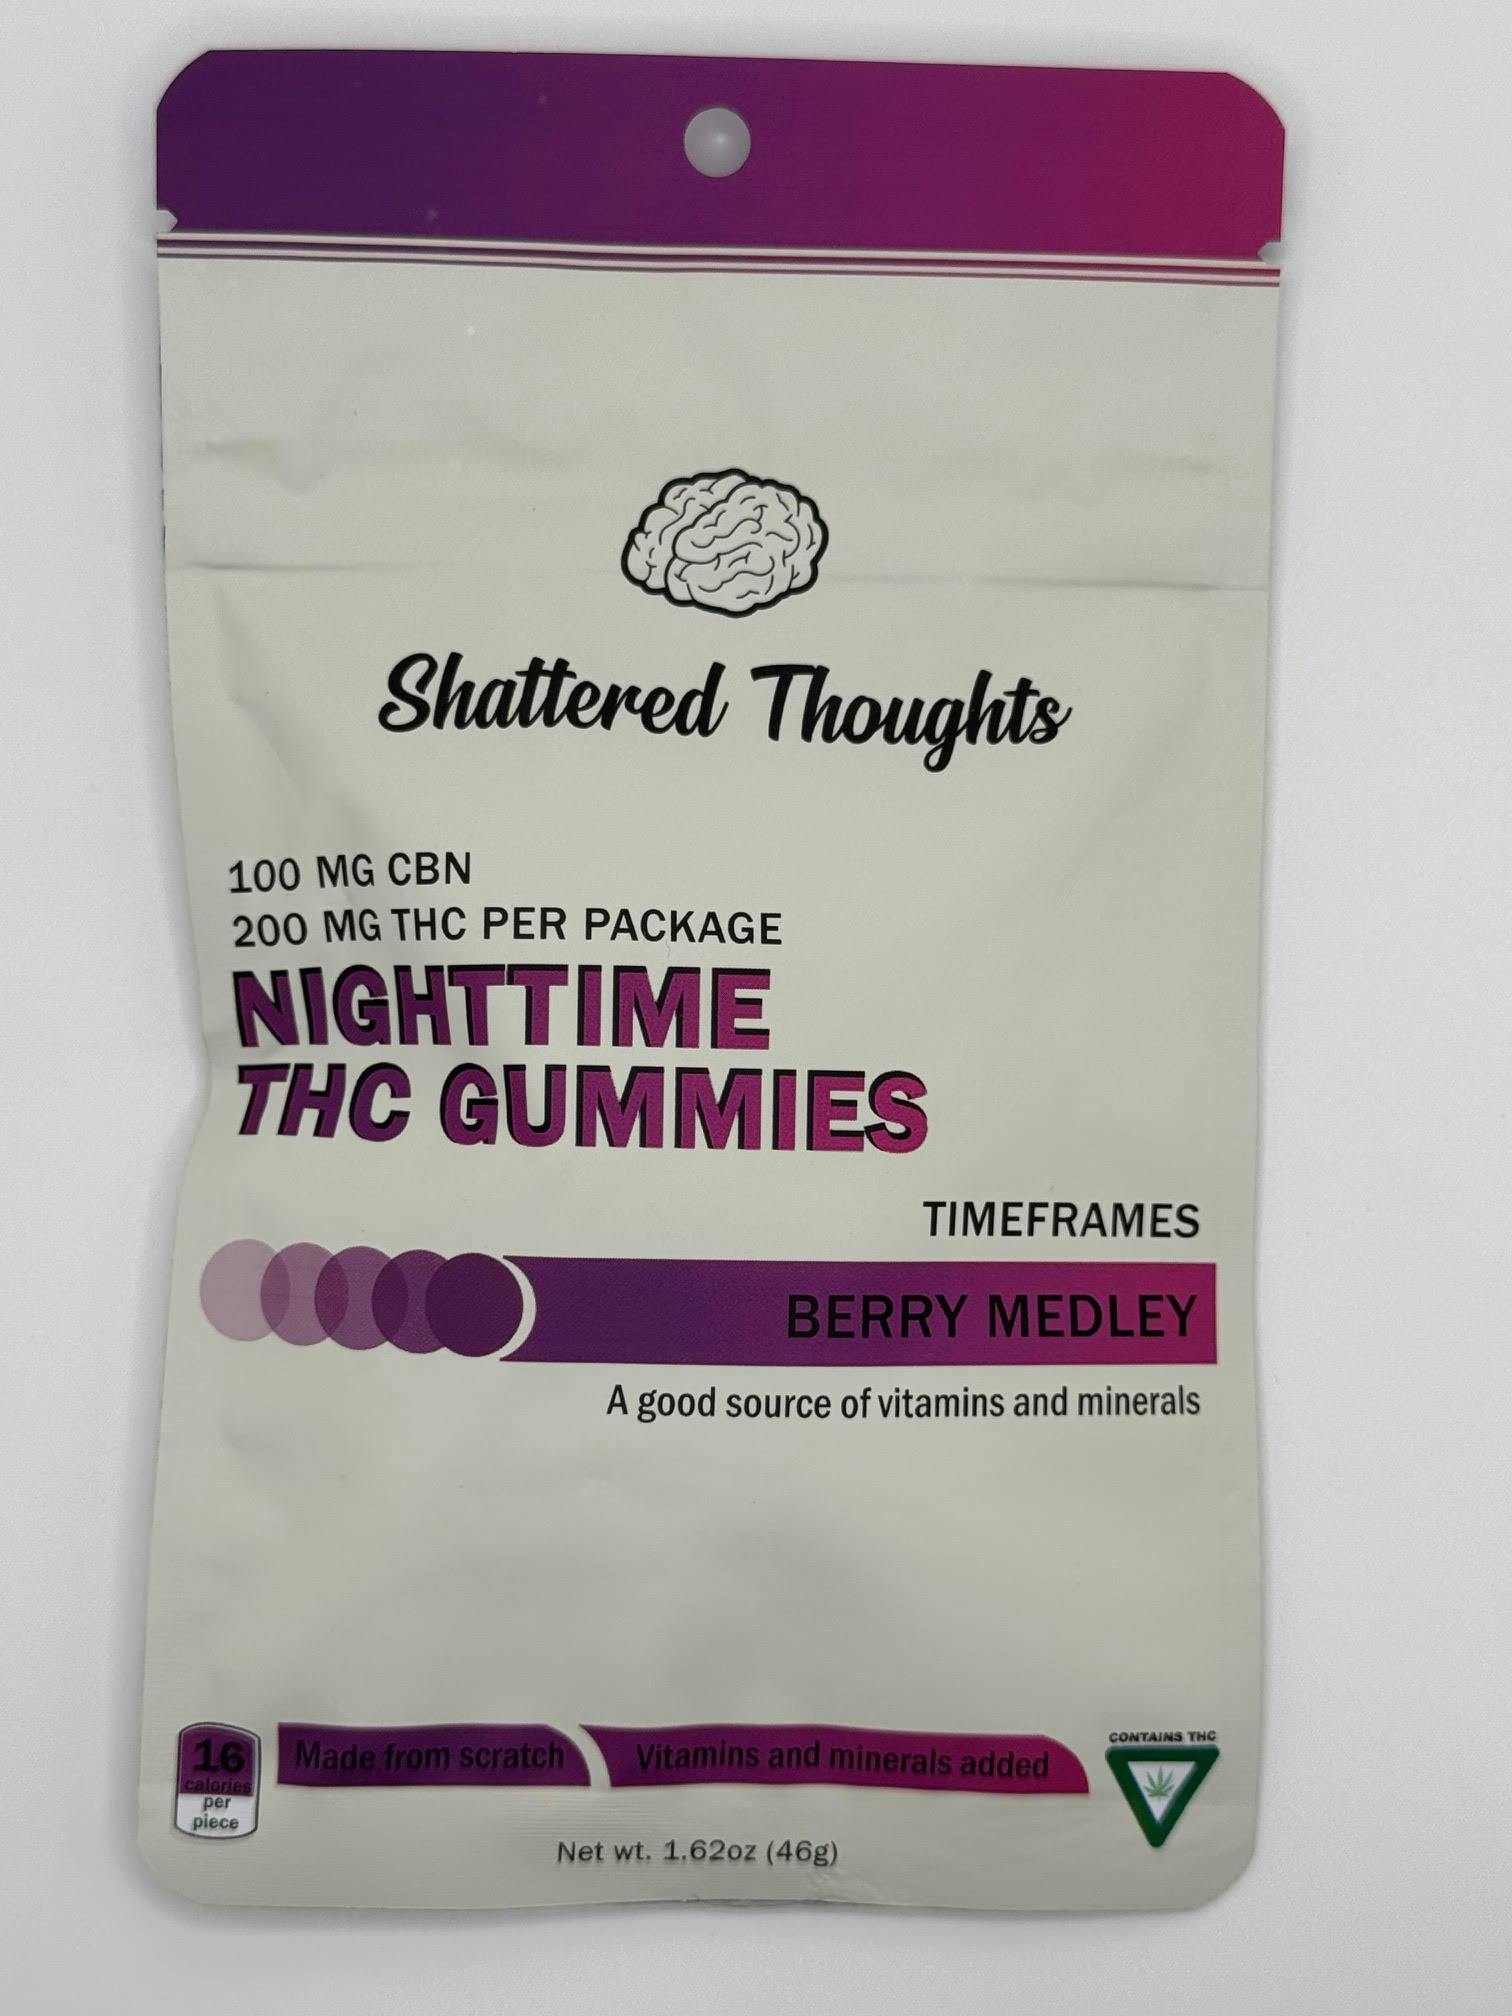 Shattered Thoughts
100 MG CBN
200 MG THC PER PACKAGE
NIGHTTIME
THC GUMMIES
TIMEFRAMES
BERRY MEDLEY
A good source of vitamins and minerals
16
calories
per
piece
Made from scratch
Vitamins and minerals added
CONTAINS THC
Net wt. 1.62oz (46g)